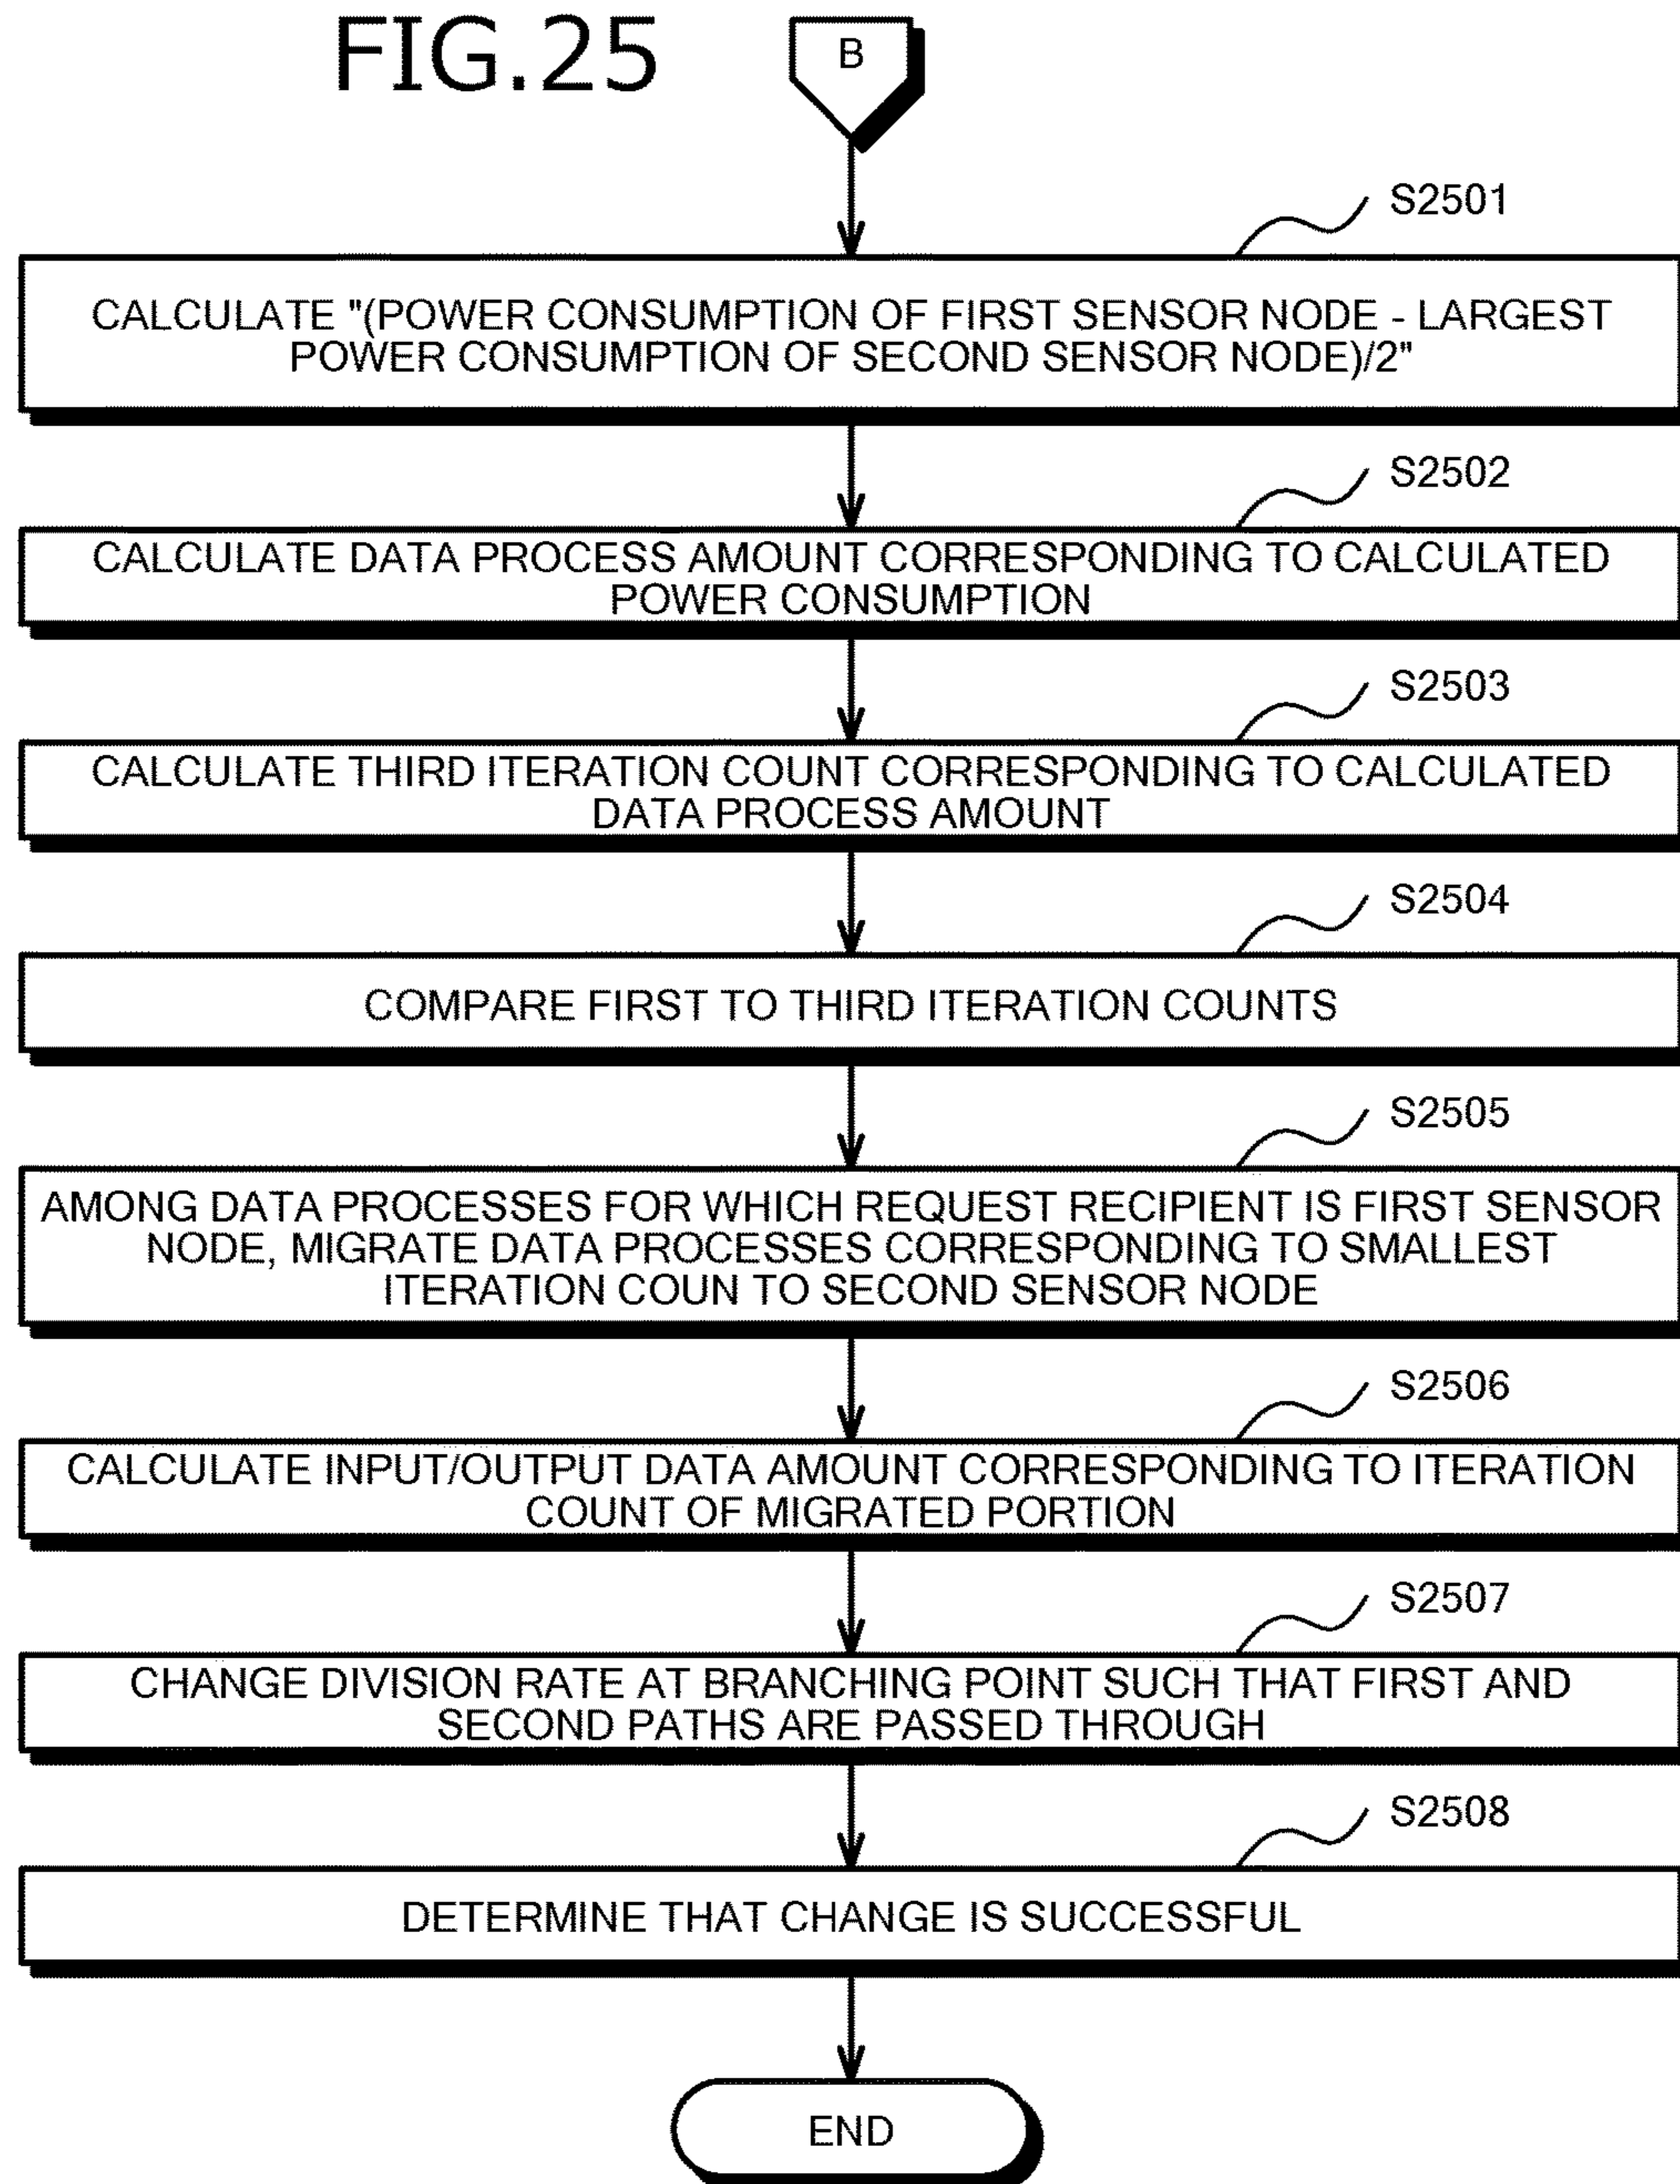 FIG.25
B
S2501
CALCULATE "(POWER CONSUMPTION OF FIRST SENSOR NODE - LARGEST
POWER CONSUMPTION OF SECOND SENSOR NODE)/2"
S2502
CALCULATE DATA PROCESS AMOUNT CORRESPONDING TO CALCULATED
POWER CONSUMPTION
S2503
CALCULATE THIRD ITERATION COUNT CORRESPONDING TO CALCULATED
DATA PROCESS AMOUNT
S2504
COMPARE FIRST TO THIRD ITERATION COUNTS
S2505
AMONG DATA PROCESSES FOR WHICH REQUEST RECIPIENT IS FIRST SENSOR
NODE, MIGRATE DATA PROCESSES CORRESPONDING TO SMALLEST
ITERATION COUN TO SECOND SENSOR NODE
S2506
CALCULATE INPUT/OUTPUT DATA AMOUNT CORRESPONDING TO ITERATION
COUNT OF MIGRATED PORTION
S2507
CHANGE DIVISION RATE AT BRANCHING POINT SUCH THAT FIRST AND
SECOND PATHS ARE PASSED THROUGH
S2508
DETERMINE THAT CHANGE IS SUCCESSFUL
END